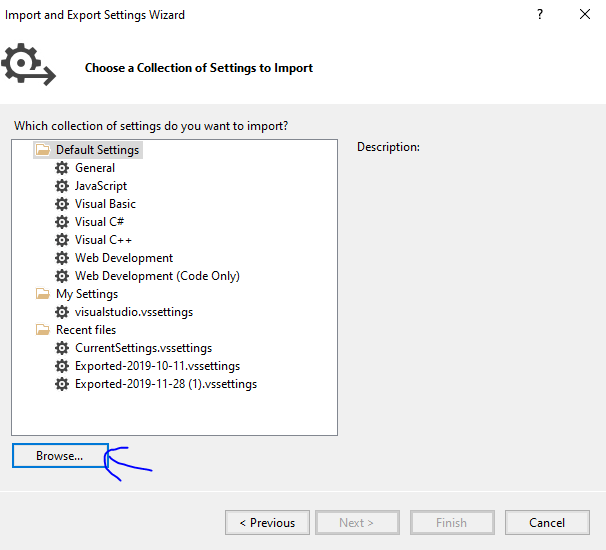 Import and Export Settings Wizard
?
Choose a Collection of Settings to Import
Which collection of settings do you want to import?
Description:
Default Settings
General
JavaScript
Visual Basic
Visual C#
Visual C++
Web Development
Web Development (Code Only)
My Settings
visualstudio.vssettings
Recent files
CurrentSettings.vssettings
Exported-2019-10-11.vssettings
Exported-2019-11-28 (1).vssettings
Browse...
< Previous
Next >
Finish
Cancel